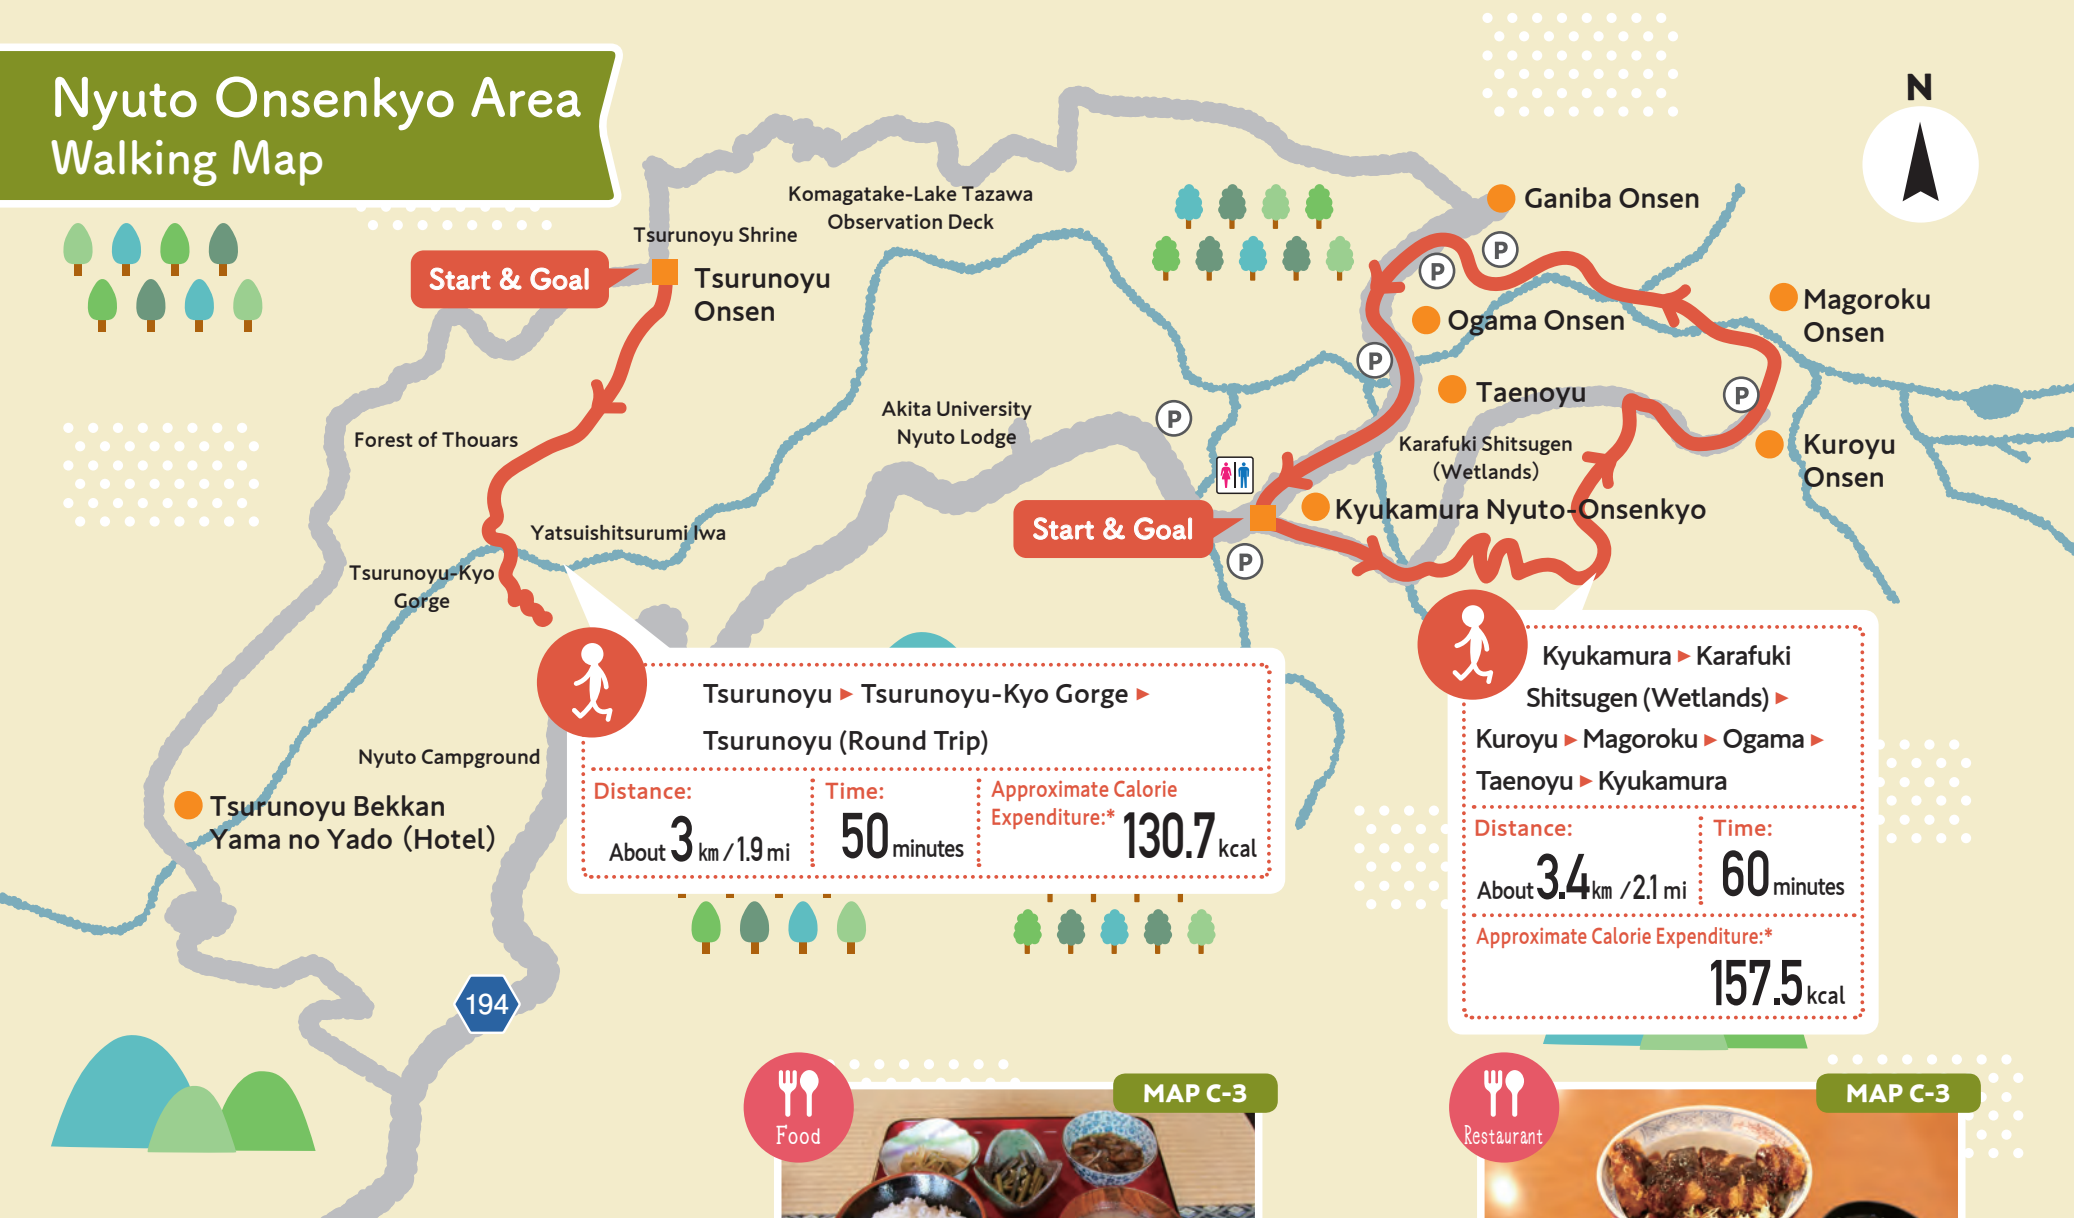 Nyuto Onsenkyo Area
Walking Map
N
Komagatake-Lake Tazawa
Observation Deck
Ganiba Onsen
Tsurunoyu Shrine
Start & Goal
Tsurunoyu
Onsen
P
P
Magoroku
Onsen
Ogama Onsen
P
Taenoyu
P
Akita University
Nyuto Lodge
P
Forest of Thouars
Karafuki Shitsugen
(Wetlands)
Kuroyu
Onsen
Kyukamura Nyuto-Onsenkyo
Start & Goal
P
Yatsuishitsurumi Iwa
Tsurunoyu-Kyo
Gorge
Nyuto Campground
Tsurunoyu Bekkan
Yama no Yado (Hotel)
194
Tsurunoyu ▸ Tsurunoyu-Kyo Gorge ▸
Tsurunoyu (Round Trip)
Distance:
About 3 km / 1.9 mi
Time:
50 minutes
Approximate Calorie
Expenditure:* 130.7 kcal
Kyukamura ▸ Karafuki
Shitsugen (Wetlands) ▸
Kuroyu ▸ Magoroku ▸ Ogama ▸
Taenoyu ▸ Kyukamura
Distance:
About 3.4 km / 2.1 mi
Time:
60 minutes
Approximate Calorie Expenditure:*
157.5 kcal
Food
MAP C-3
Restaurant
MAP C-3